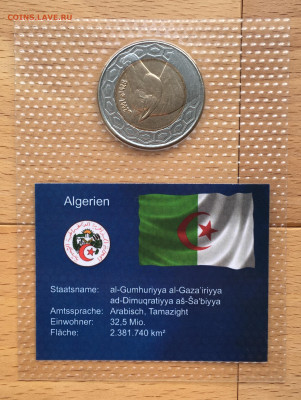 COINS.LAVE.RU
Algerien
Staatsname: al-Gumhuriyya al-Gaza'iriyya
ad-Dimuqratiyya aš-Ša'biyya
Amtssprache: Arabisch, Tamazight
Einwohner: 32,5 Mio.
Fläche: 2.381.740 km²